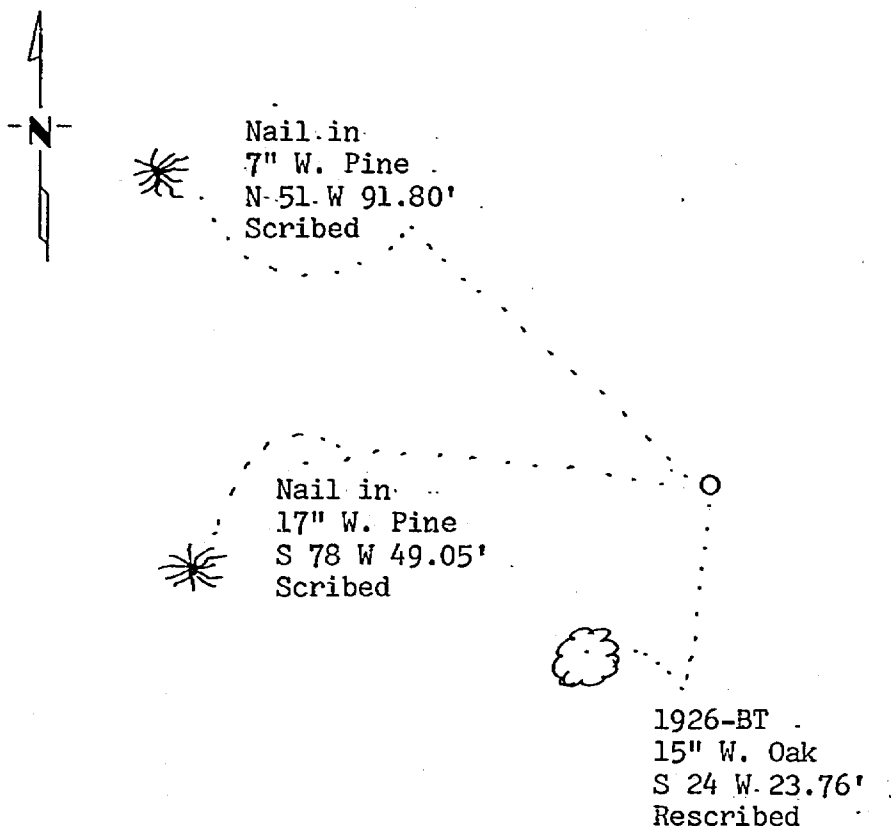 N
Nail in
7" W. Pine
N 51 W 91.80'
Scribed
Nail in
17" W. Pine
S 78 W 49.05'
Scribed
1926-BT
15" W. Oak
S 24 W 23.76'
Rescribed